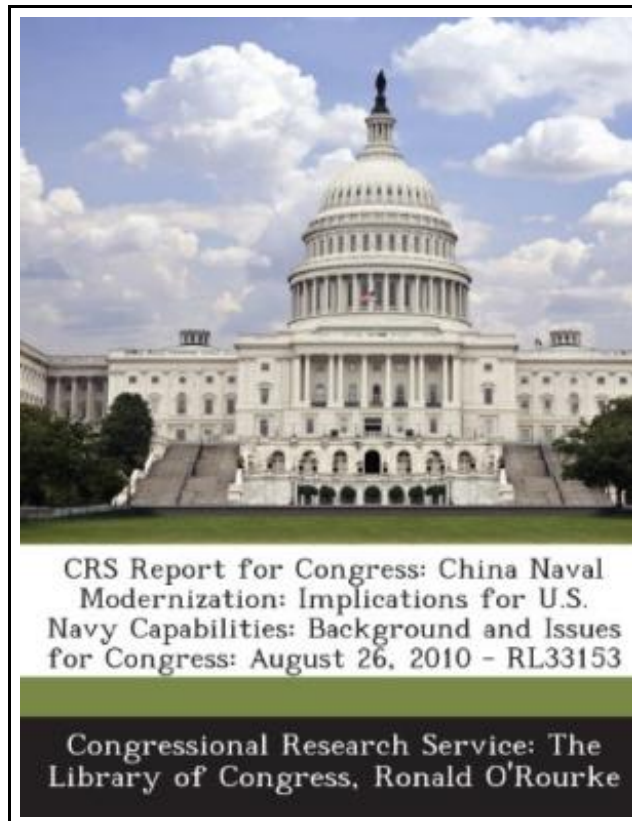 CRS Report for Congress: China Naval
Modernization: Implications for U.S.
Navy Capabilities: Background and Issues
for Congress: August 26, 2010 - RL33153
Congressional Research Service: The
Library of Congress, Ronald O'Rourke